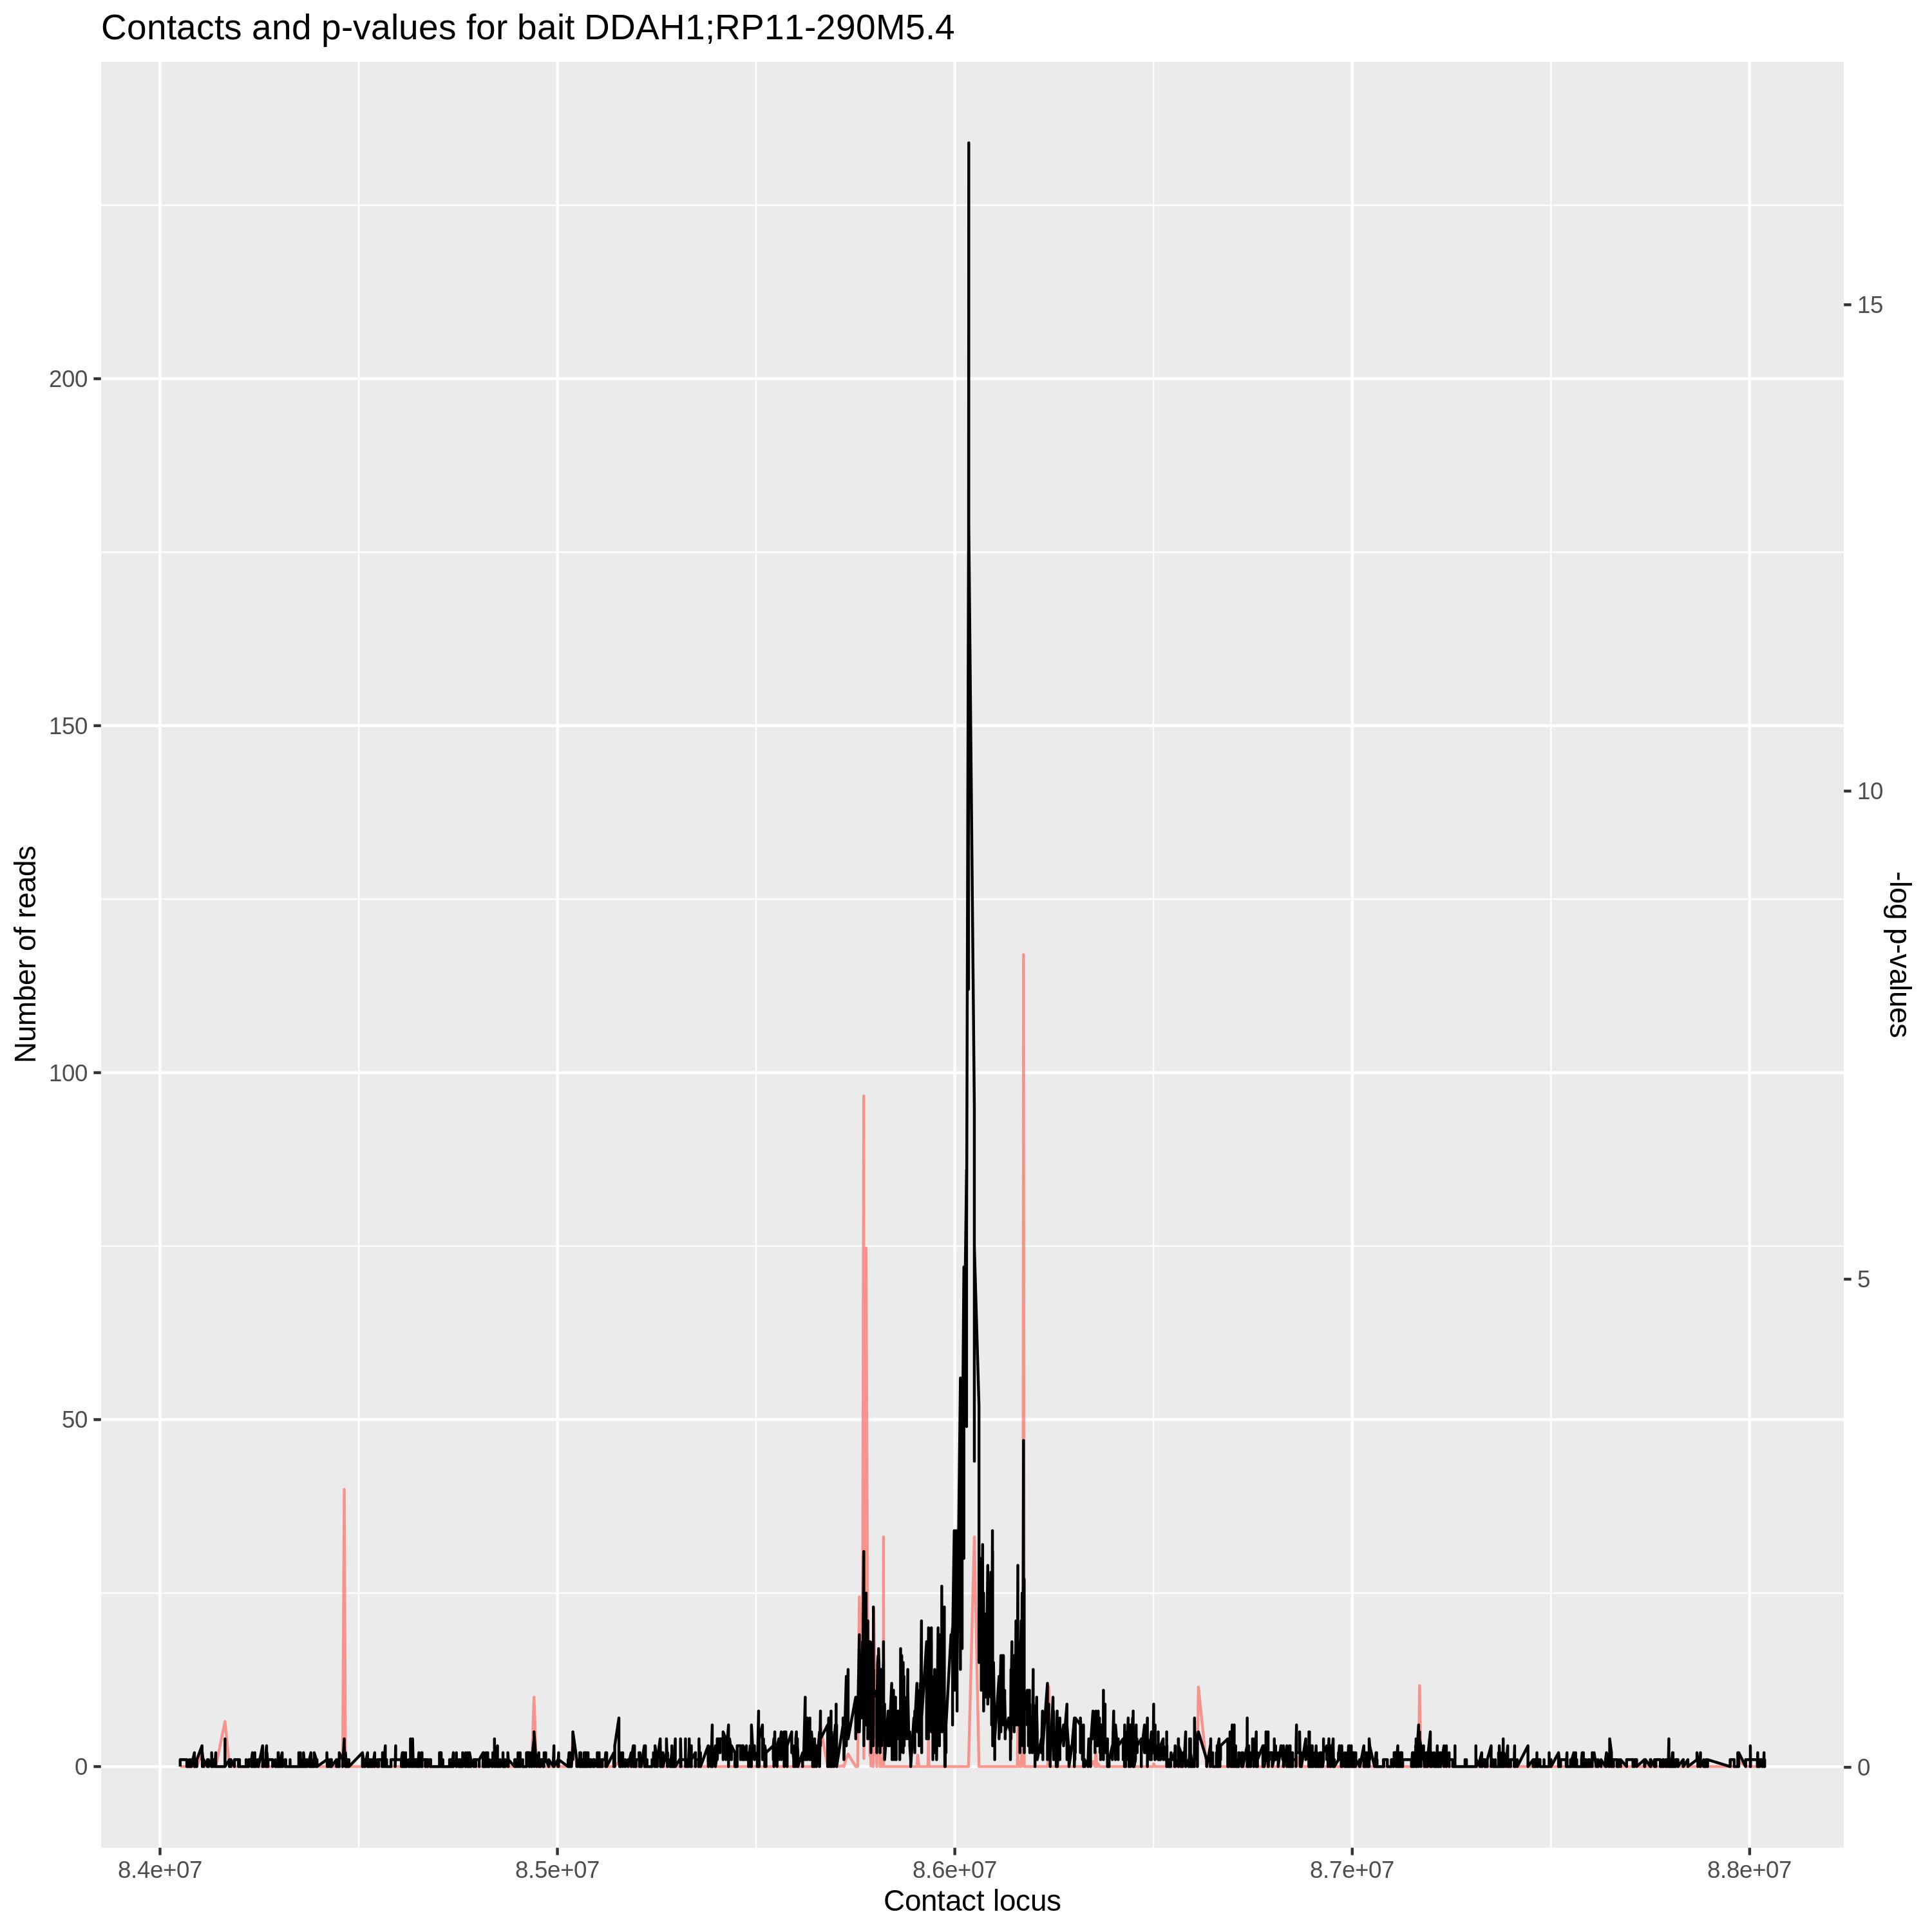 Contacts and p-values for bait DDAH1;RP11-290M5.4
Number of reads
200
150
100
50
0
15
10
5
0
-log p-values
8.4e+07 8.5e+07 8.6e+07 8.7e+07 8.8e+07
Contact locus